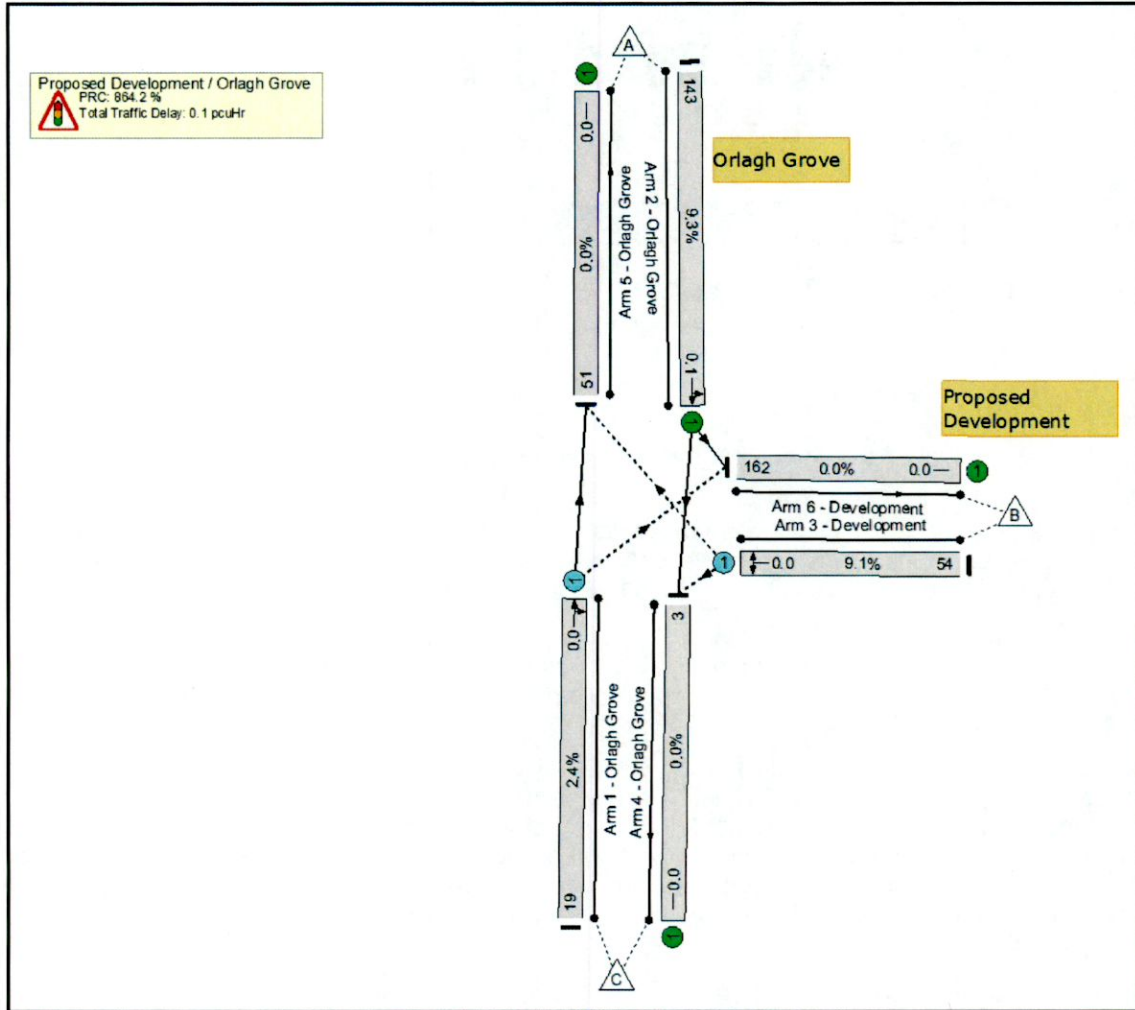 Proposed Development / Orlagh Grove
PRC: 864.2 %
Total Traffic Delay: 0.1 pcuHr
A
1
0.0
0.0%
51
Arm 5 - Orlagh Grove
Arm 2 - Orlagh Grove
143
9.3%
0.1
1
Orlagh Grove
Proposed
Development
162 0.0% 0.0 1
Arm 6 - Development
Arm 3 - Development
B
1 0.0 9.1% 54
1
0.0
2.4%
19
Arm 1 - Orlagh Grove
Arm 4 - Orlagh Grove
3
0.0%
0.0
1
C